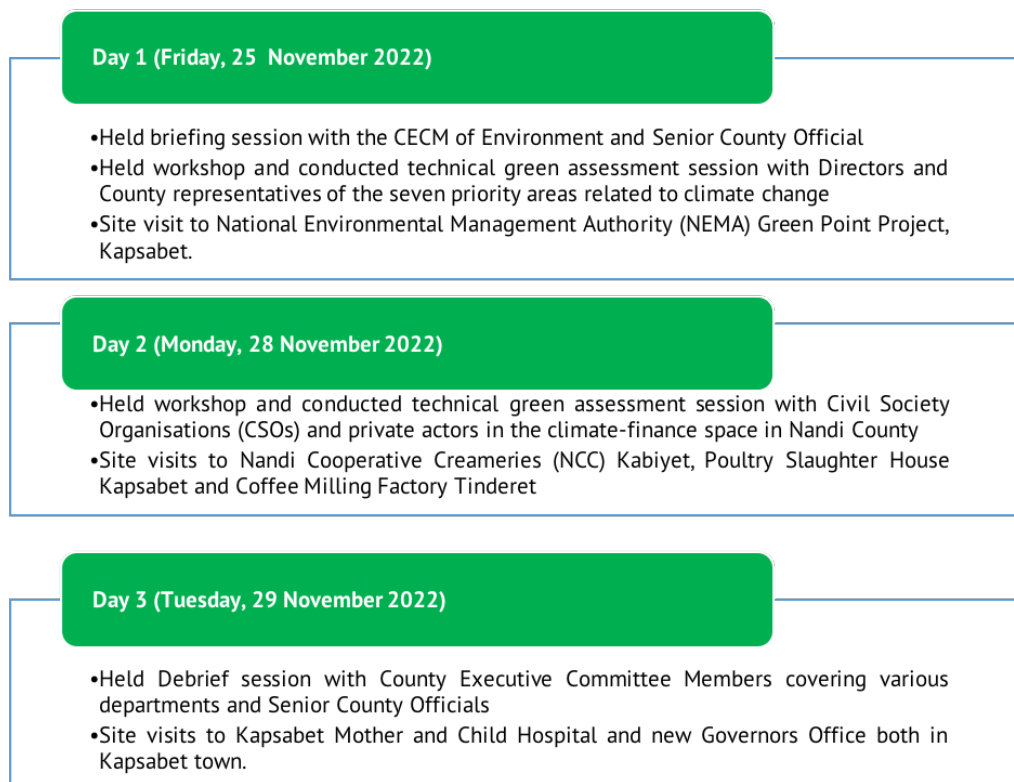 Day 1 (Friday, 25  November 2022)
•Held briefing session with the CECM of Environment and Senior County Official
•Held workshop and conducted technical green assessment session with Directors and
County representatives of the seven priority areas related to climate change
•Site visit to National Environmental Management Authority (NEMA) Green Point Project,
Kapsabet.
Day 2 (Monday, 28 November 2022)
•Held workshop and conducted technical green assessment session with Civil Society
Organisations (CSOs) and private actors in the climate-finance space in Nandi County
•Site visits to Nandi Cooperative Creameries (NCC) Kabiyet, Poultry Slaughter House
Kapsabet and Coffee Milling Factory Tinderet
Day 3 (Tuesday, 29 November 2022)
•Held Debrief session with County Executive Committee Members covering various
departments and Senior County Officials
•Site visits to Kapsabet Mother and Child Hospital and new Governors Office both in
Kapsabet town.